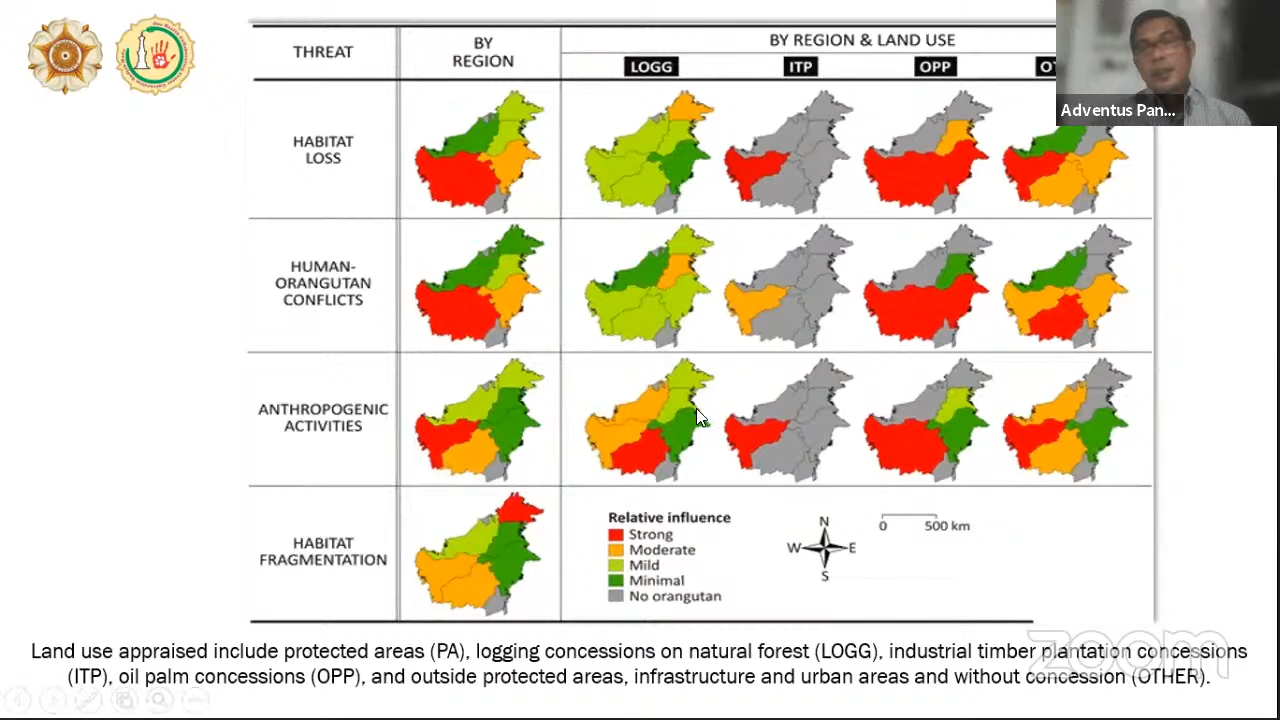 THREAT
BY
REGION
BY REGION & LAND USE
LOGG
ITP
OPP
Adventus Pan...
HABITAT
LOSS
HUMAN-
ORANGUTAN
CONFLICTS
ANTHROPOGENIC
ACTIVITIES
HABITAT
FRAGMENTATION
Relative influence
Strong
Moderate
Mild
Minimal
No orangutan
N
W
E
S
0
500 km
Land use appraised include protected areas (PA), logging concessions on natural forest (LOGG), industrial timber plantation concessions
(ITP), oil palm concessions (OPP), and outside protected areas, infrastructure and urban areas and without concession (OTHER).
zoom